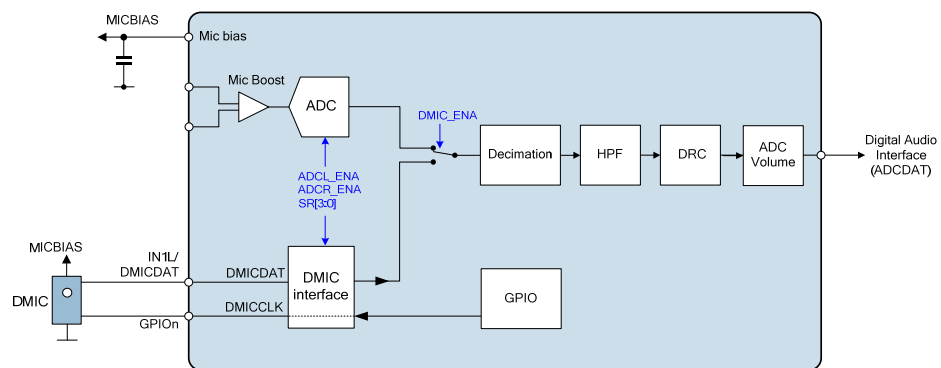 MICBIAS
Mic bias
Mic Boost
ADC
DMIC_ENA
Decimation
HPF
DRC
ADC
Volume
Digital Audio
Interface
(ADCDAT)
ADCL_ENA
ADCR_ENA
SR[3:0]
MICBIAS
IN1L/
DMICDAT
DMICDAT
DMIC
interface
GPIO
DMIC
DMICCLK
GPIOn